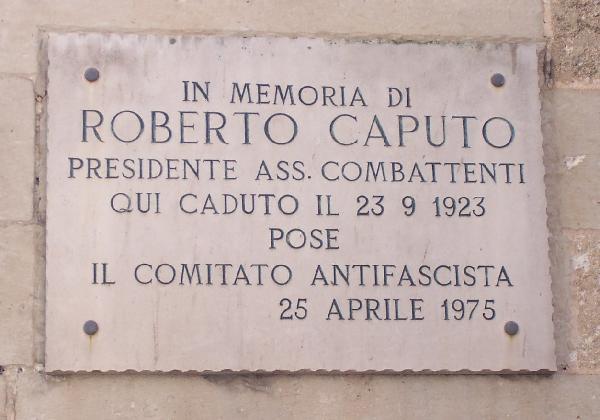 IN MEMORIA DI
ROBERTO CAPUTO
PRESIDENTE ASS. COMBATTENTI
QUI CADUTO IL 23 9 1923
POSE
IL COMITATO ANTIFASCISTA
25 APRILE 1975